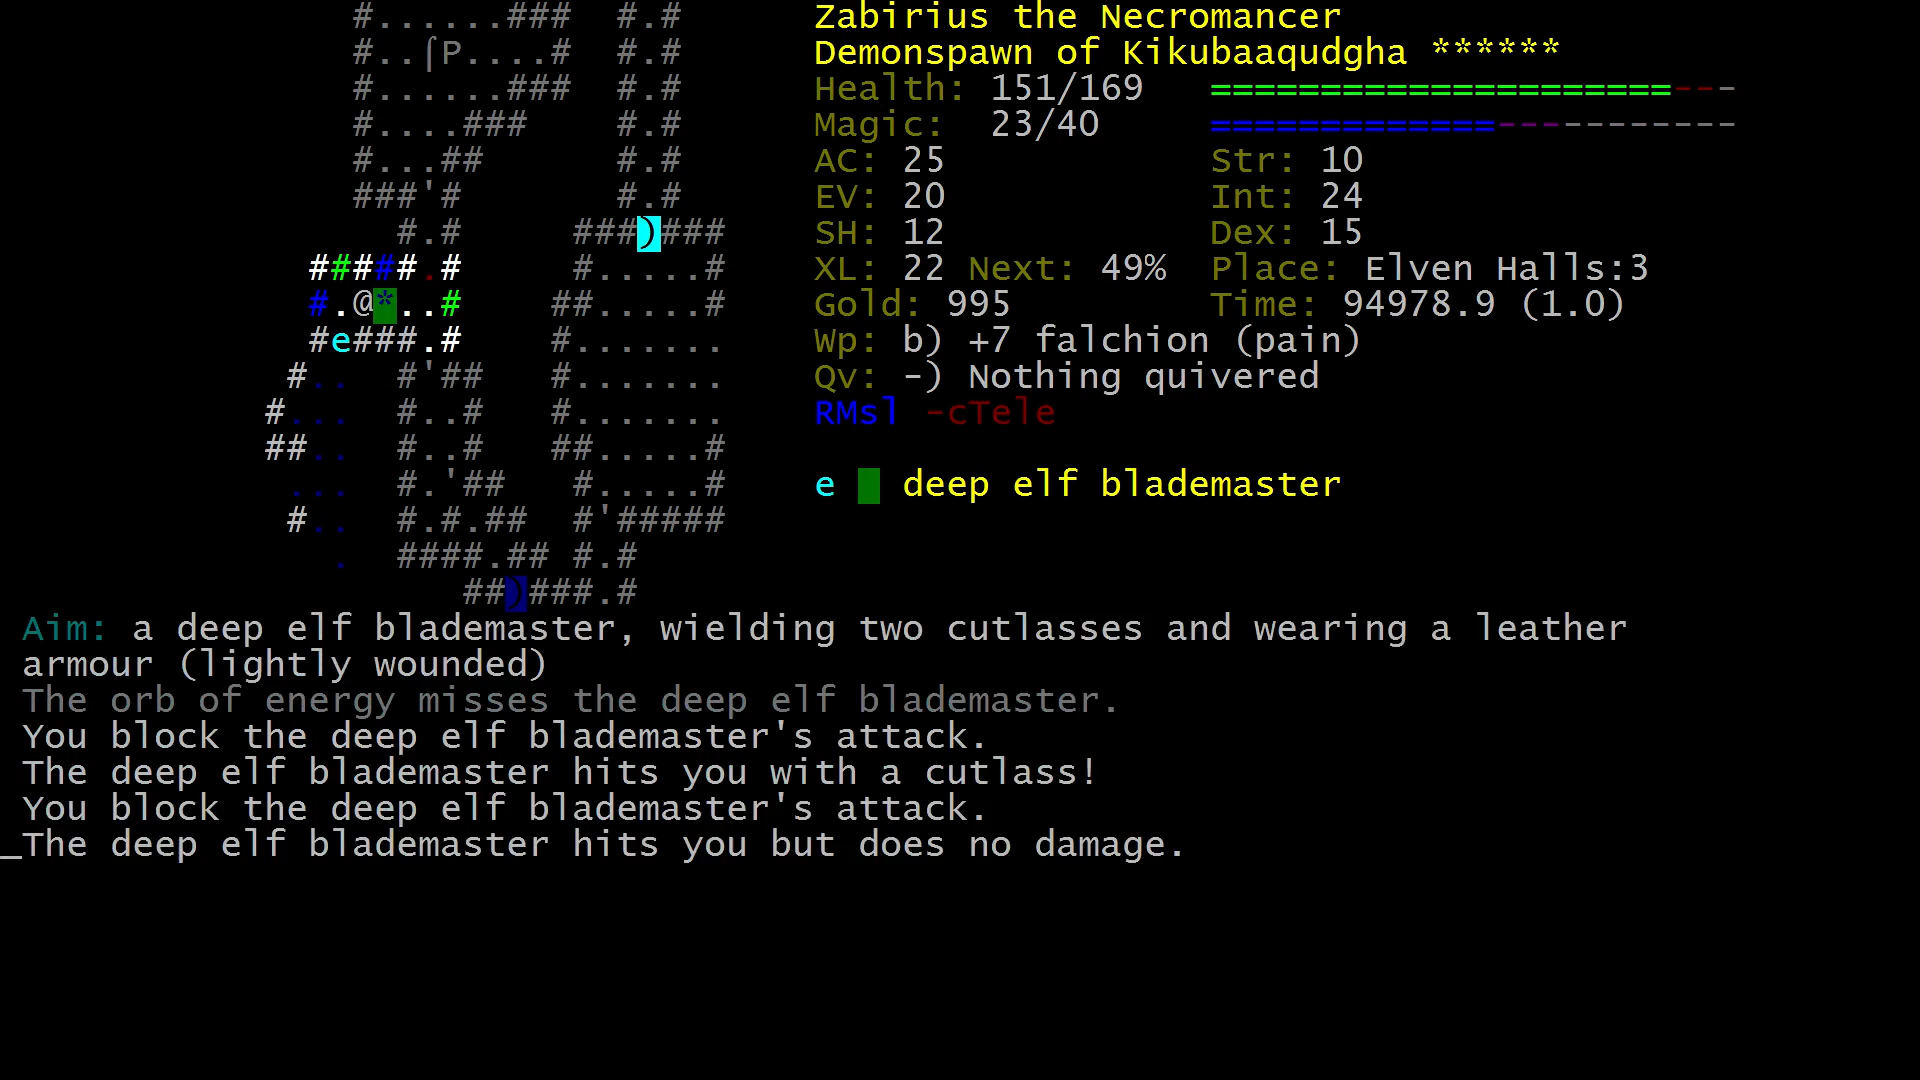 #......###  #.#    Zabirius the Necromancer
#..⌠P....#  #.#    Demonspawn of Kikubaaqudgha ******
#......###  #.#    Health: 151/169   =====================---
#....###    #.#    Magic:  23/40     =============-----------
#...##      #.#    AC: 25            Str: 10
###'#       #.#    EV: 20            Int: 24
#.#       ###)###    SH: 12            Dex: 15
#####.#     #.....#    XL: 22 Next: 49%  Place: Elven Halls:3
#.@*..#    ##.....#    Gold: 995         Time: 94978.9 (1.0)
#e###.#    #.......    Wp: b) +7 falchion (pain)
#..  #'##   #.......    Qv: -) Nothing quivered
#...  #..#   #.......    RMsl -cTele
##..  #..#   ##.....#
...  #.'##   #.....#    e deep elf blademaster
#..  #.#.##  #'#####
.  ####.## #.#
##)###.#
Aim: a deep elf blademaster, wielding two cutlasses and wearing a leather
armour (lightly wounded)
The orb of energy misses the deep elf blademaster.
You block the deep elf blademaster's attack.
The deep elf blademaster hits you with a cutlass!
You block the deep elf blademaster's attack.
_The deep elf blademaster hits you but does no damage.